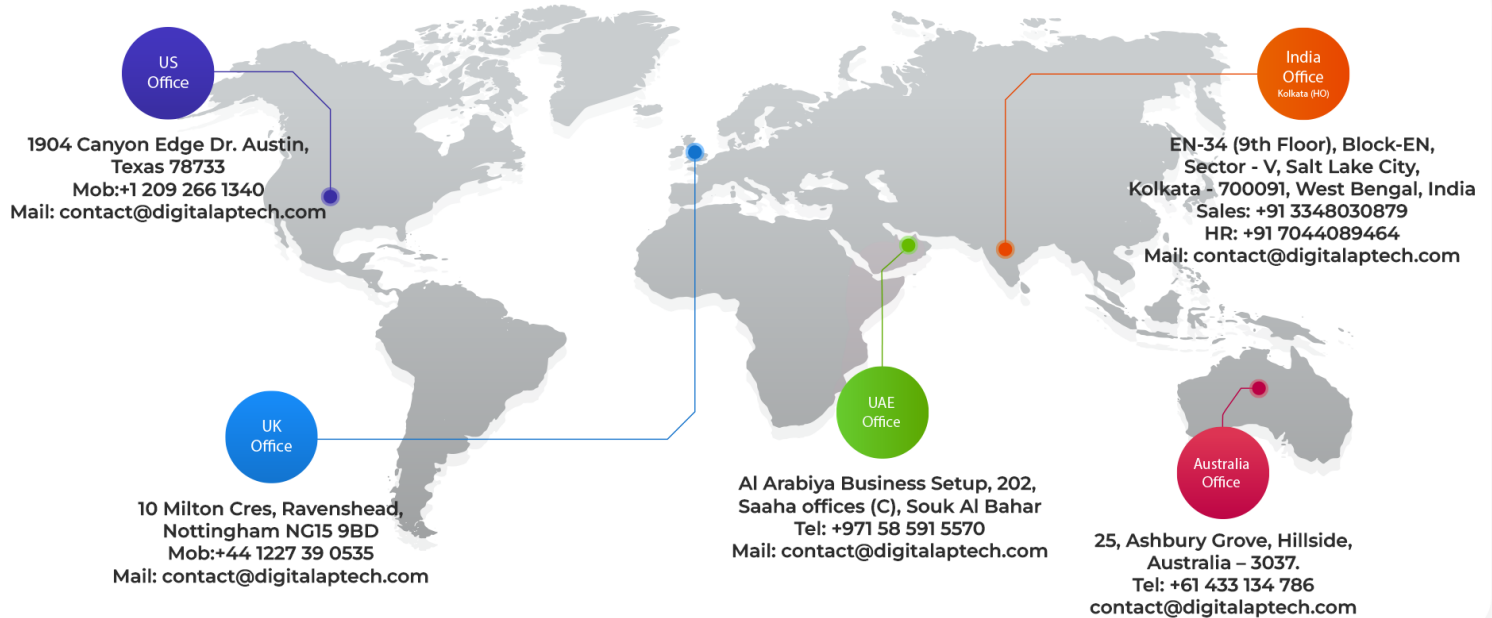 US
Office
1904 Canyon Edge Dr. Austin,
Texas 78733
Mob:+1 209 266 1340
Mail: contact@digitalaptech.com
India
Office
Kolkata (HO)
EN-34 (9th Floor), Block-EN,
Sector - V, Salt Lake City,
Kolkata - 700091, West Bengal, India
Sales: +91 3348030879
HR: +91 7044089464
Mail: contact@digitalaptech.com
UK
Office
10 Milton Cres, Ravenshead,
Nottingham NG15 9BD
Mob:+44 1227 39 0535
Mail: contact@digitalaptech.com
UAE
Office
Al Arabiya Business Setup, 202,
Saaha offices (C), Souk Al Bahar
Tel: +971 58 591 5570
Mail: contact@digitalaptech.com
Australia
Office
25, Ashbury Grove, Hillside,
Australia – 3037.
Tel: +61 433 134 786
contact@digitalaptech.com